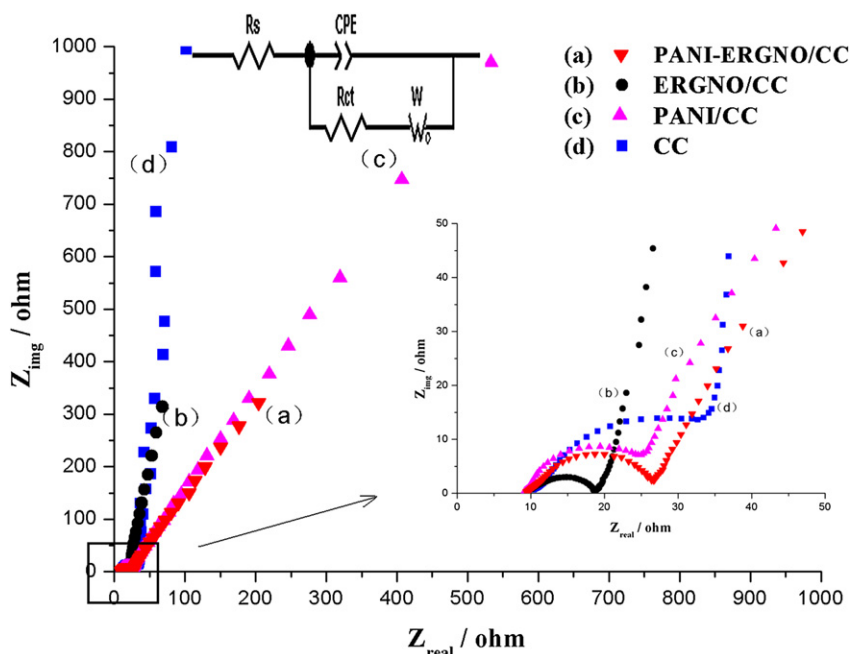 Rs
CPE
Rct
W
(a) PANI-ERGNO/CC
(b) ERGNO/CC
(c) PANI/CC
(d) CC
1000
900
800
700
600
500
400
300
200
100
0
Z_img / ohm
(d)
(c)
(b)
(a)
50
40
30
20
10
0
Z_img / ohm
(c)
(b)
(a)
(d)
0 10 20 30 40 50
Z_real / ohm
0 100 200 300 400 500 600 700 800 900 1000
Z_real / ohm